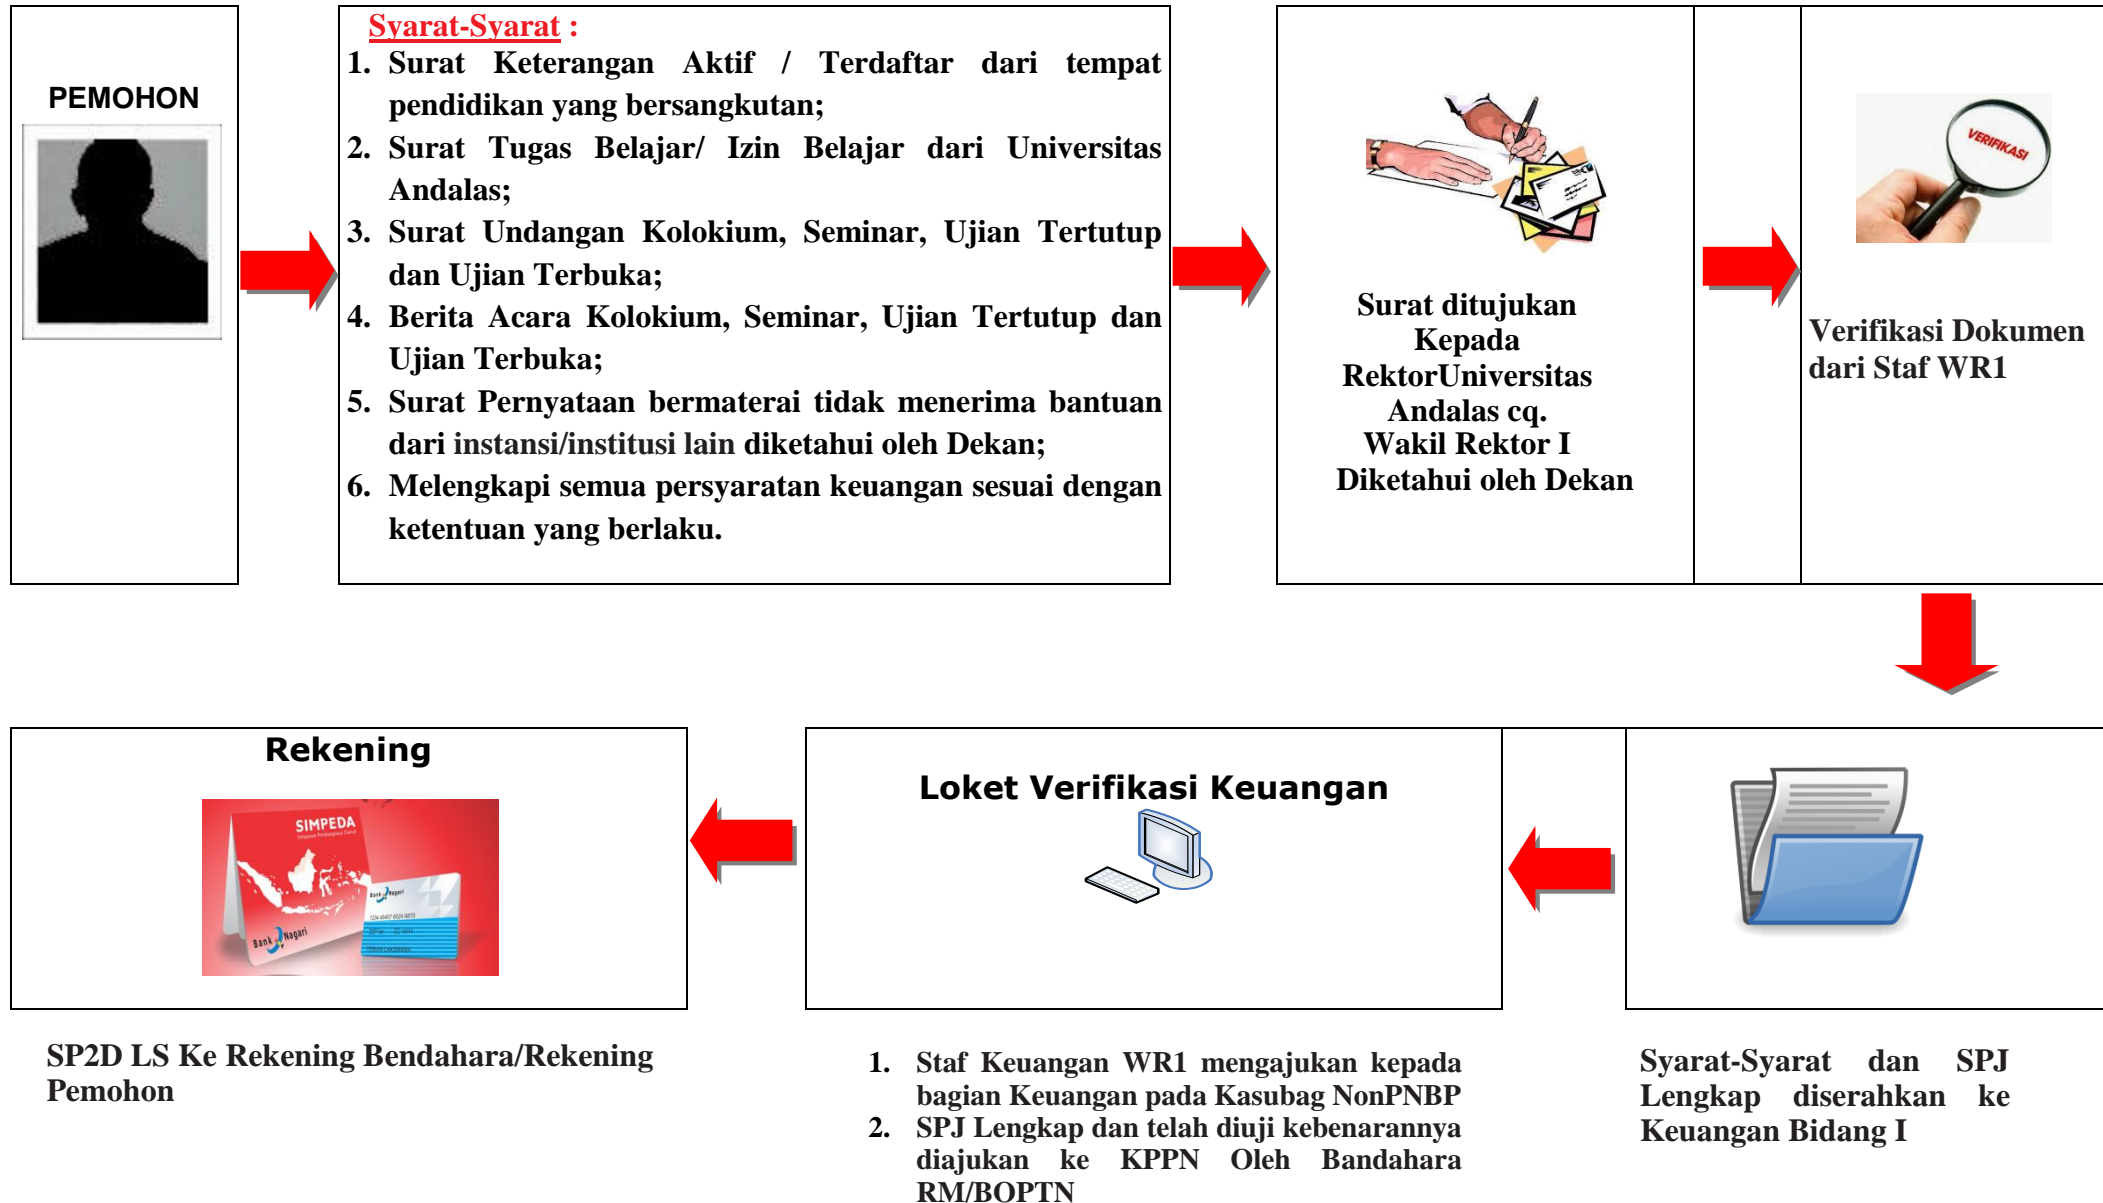 PEMOHON
Syarat-Syarat :
1. Surat Keterangan Aktif / Terdaftar dari tempat
pendidikan yang bersangkutan;
2. Surat Tugas Belajar/ Izin Belajar dari Universitas
Andalas;
3. Surat Undangan Kolokium, Seminar, Ujian Tertutup
dan Ujian Terbuka;
4. Berita Acara Kolokium, Seminar, Ujian Tertutup dan
Ujian Terbuka;
5. Surat Pernyataan bermaterai tidak menerima bantuan
dari instansi/institusi lain diketahui oleh Dekan;
6. Melengkapi semua persyaratan keuangan sesuai dengan
ketentuan yang berlaku.
Surat ditujukan
Kepada
RektorUniversitas
Andalas cq.
Wakil Rektor I
Diketahui oleh Dekan
VERIFIKASI
Verifikasi Dokumen
dari Staf WR1
Rekening
SIMPEDA
Bank Nagari
Bank Nagari
SP2D LS Ke Rekening Bendahara/Rekening
Pemohon
Loket Verifikasi Keuangan
1. Staf Keuangan WR1 mengajukan kepada
bagian Keuangan pada Kasubag NonPNBP
2. SPJ Lengkap dan telah diuji kebenarannya
diajukan ke KPPN Oleh Bandahara
RM/BOPTN
Syarat-Syarat dan SPJ
Lengkap diserahkan ke
Keuangan Bidang I